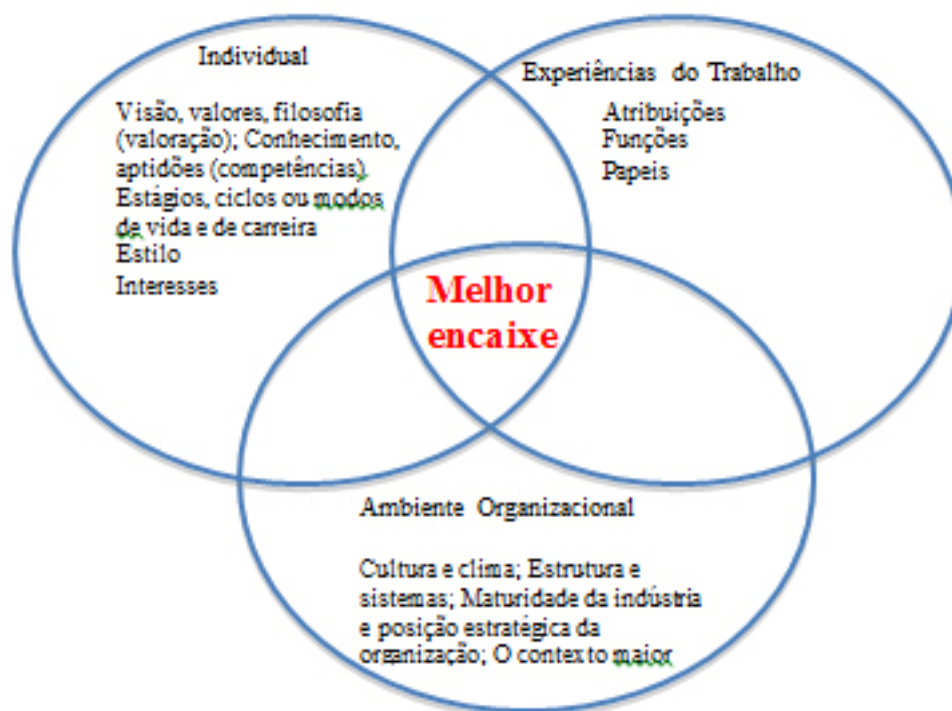 Individual
Visão, valores, filosofia
(valoração); Conhecimento,
aptidões (competências)
Estágios, ciclos ou modos
de vida e de carreira
Estilo
Interesses
Experiências do Trabalho
Atribuições
Funções
Papeis
Melhor
encaixe
Ambiente Organizacional
Cultura e clima; Estrutura e
sistemas; Maturidade da indústria
e posição estratégica da
organização; O contexto maior